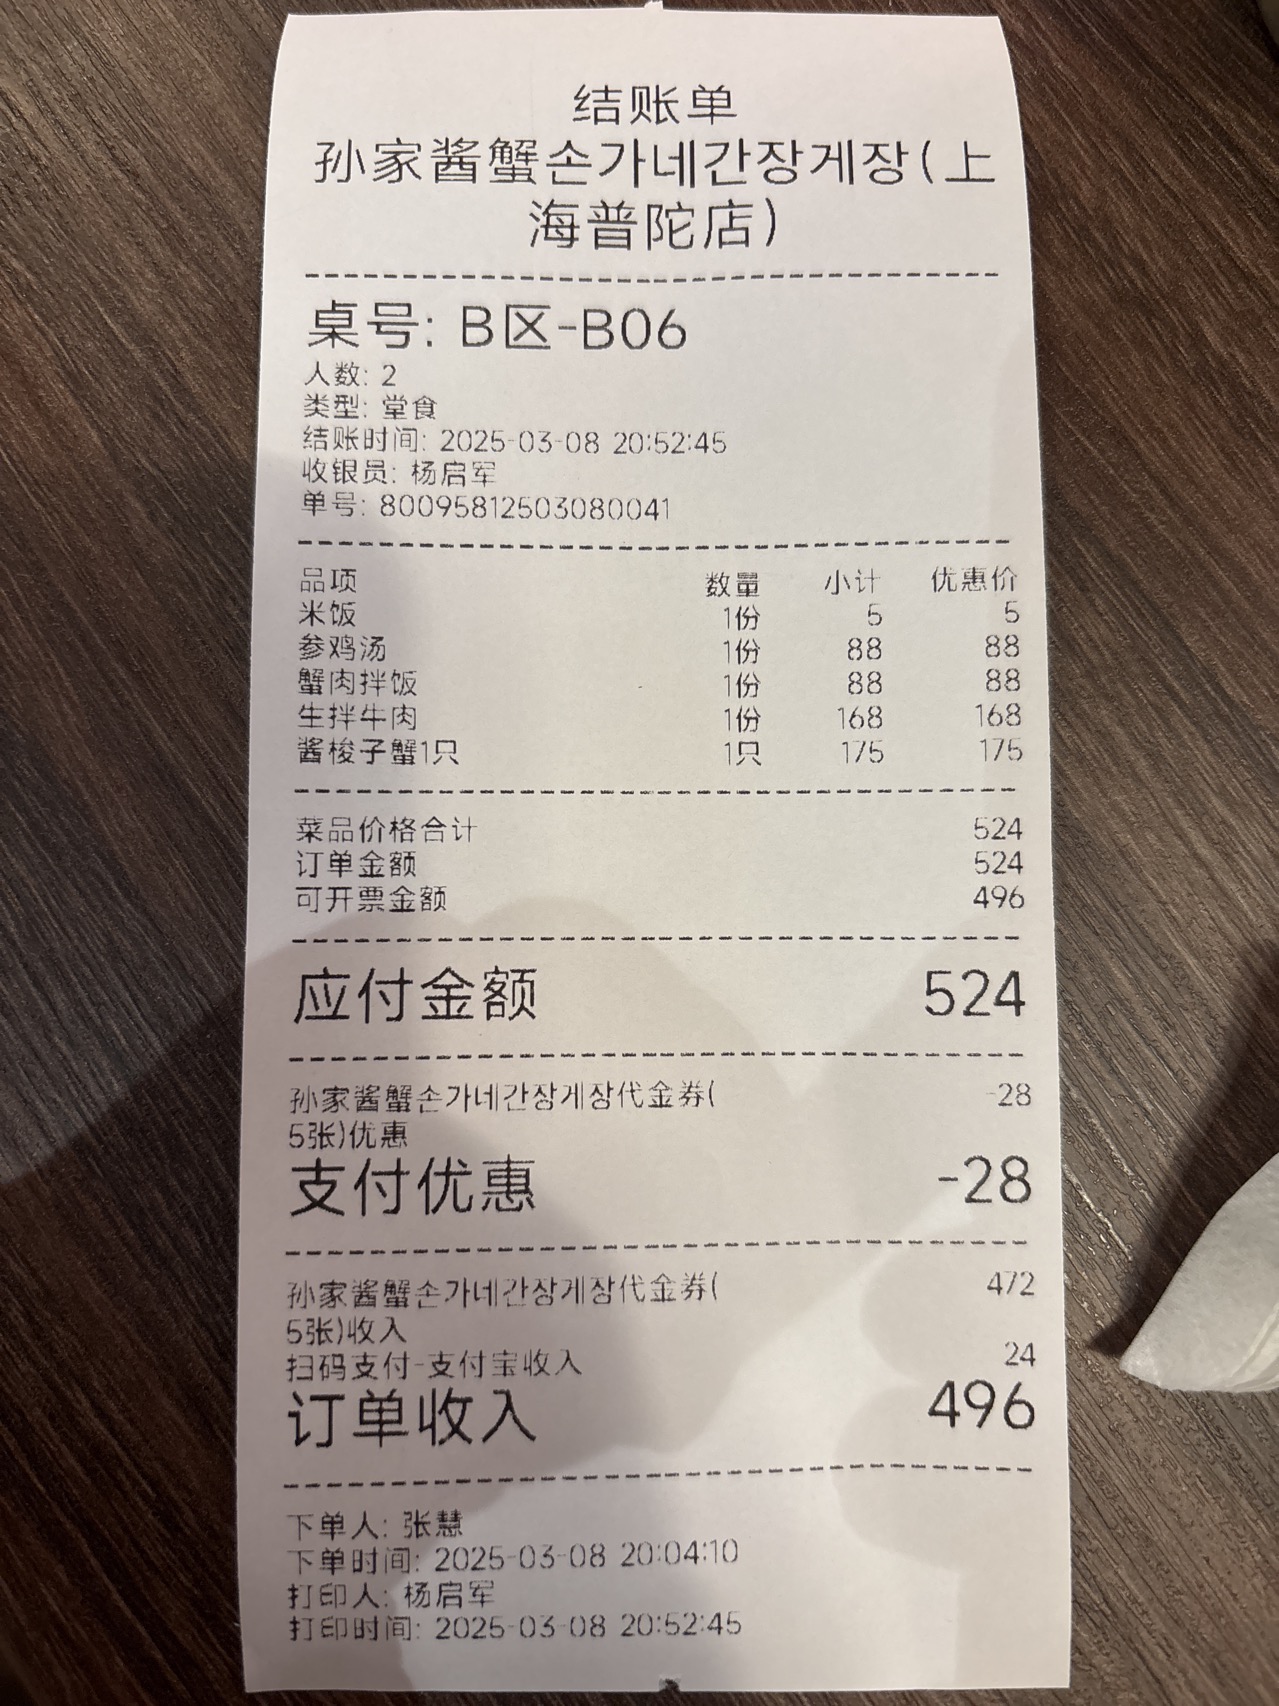 结账单
孙家酱蟹손가네간장게장(上
海普陀店)
桌号: B区-B06
人数: 2
类型: 堂食
结账时间: 2025-03-08 20:52:45
收银员: 杨启军
单号: 80095812503080041
品项 数量 小计 优惠价
米饭 1份 5 5
参鸡汤 1份 88 88
蟹肉拌饭 1份 88 88
生拌牛肉 1份 168 168
酱梭子蟹1只 1只 175 175
菜品价格合计 524
订单金额 524
可开票金额 496
应付金额 524
孙家酱蟹손가네간장게장代金券( -28
5张)优惠
支付优惠 -28
孙家酱蟹손가네간장게장代金券( 472
5张)收入
扫码支付-支付宝收入 24
订单收入 496
下单人: 张慧
下单时间: 2025-03-08 20:04:10
打印人: 杨启军
打印时间: 2025-03-08 20:52:45